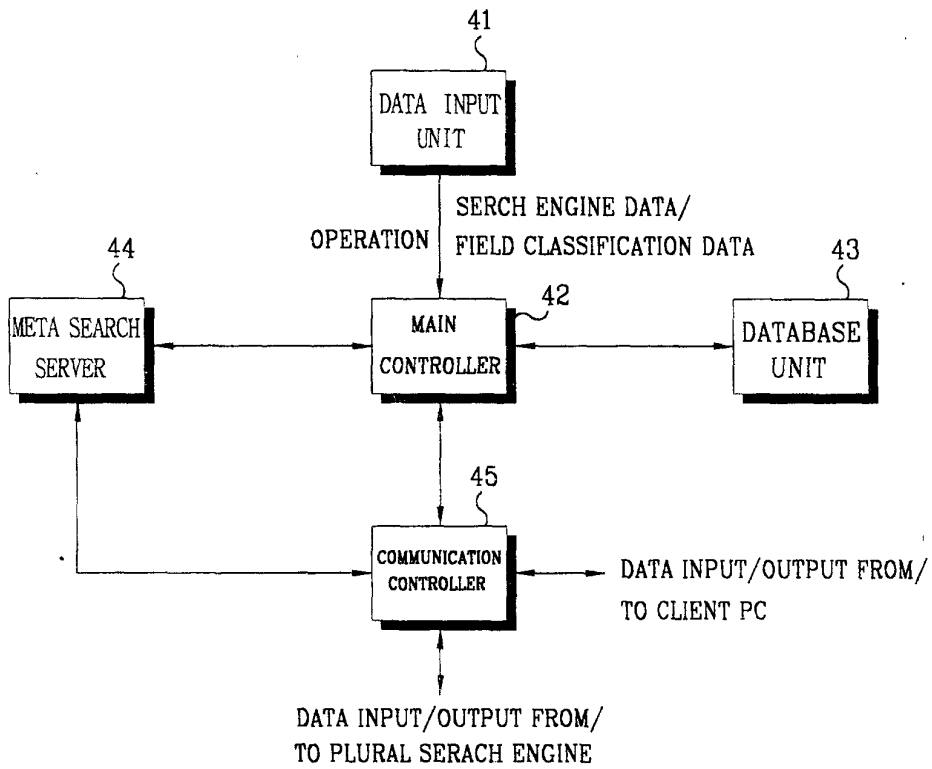 41
DATA INPUT
UNIT
OPERATION
SERCH ENGINE DATA/
FIELD CLASSIFICATION DATA
44
META SEARCH
SERVER
42
MAIN
CONTROLLER
43
DATABASE
UNIT
45
COMMUNICATION
CONTROLLER
DATA INPUT/OUTPUT FROM/
TO CLIENT PC
DATA INPUT/OUTPUT FROM/
TO PLURAL SERACH ENGINE